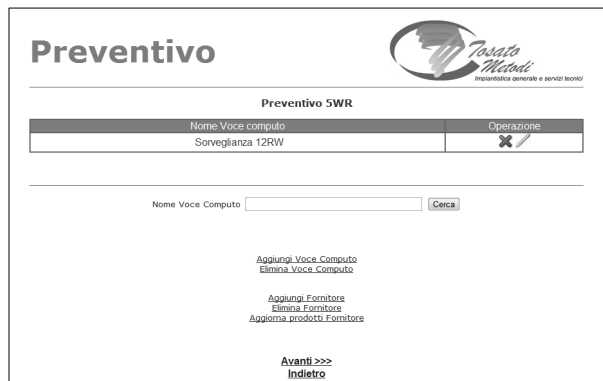 Preventivo
Tosato
Metodi
Impiantistica generale e servizi tecnici
Preventivo 5WR
Nome Voce computo Operazione
Sorveglianza 12RW
Nome Voce Computo Cerca
Aggiungi Voce Computo
Elimina Voce Computo
Aggiungi Fornitore
Elimina Fornitore
Aggiorna prodotti Fornitore
Avanti >>>
Indietro